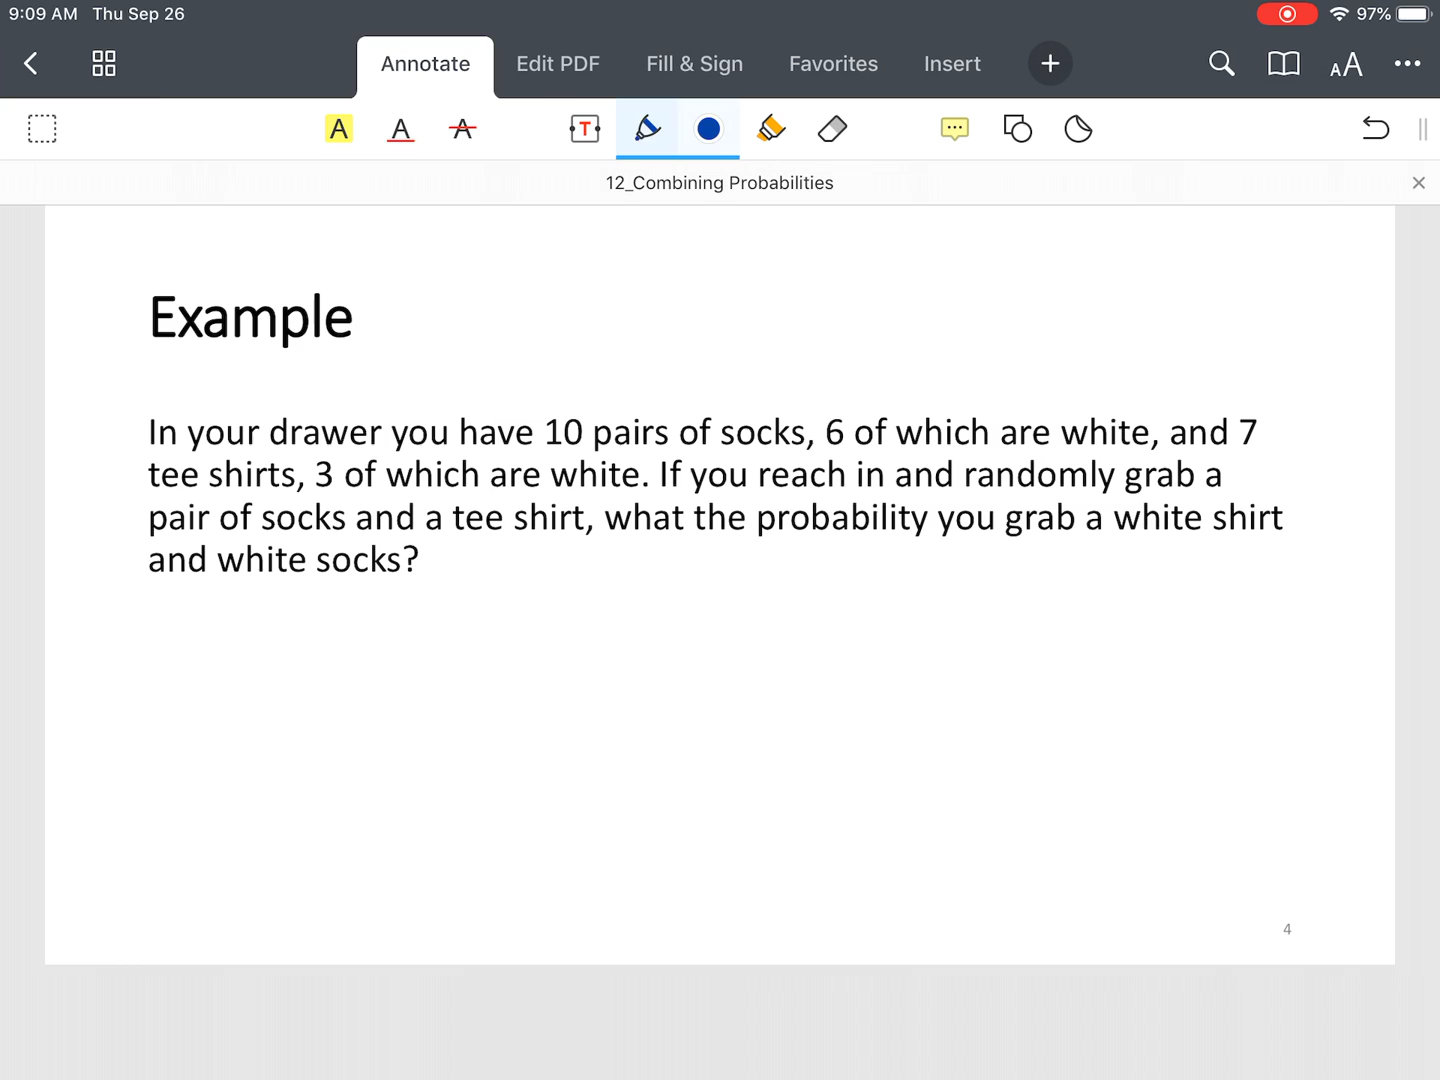 9:09 AM Thu Sep 26
97%
Annotate
Edit PDF
Fill & Sign
Favorites
Insert
AA
A
A
A
T
12_Combining Probabilities
Example
In your drawer you have 10 pairs of socks, 6 of which are white, and 7
tee shirts, 3 of which are white. If you reach in and randomly grab a
pair of socks and a tee shirt, what the probability you grab a white shirt
and white socks?
4